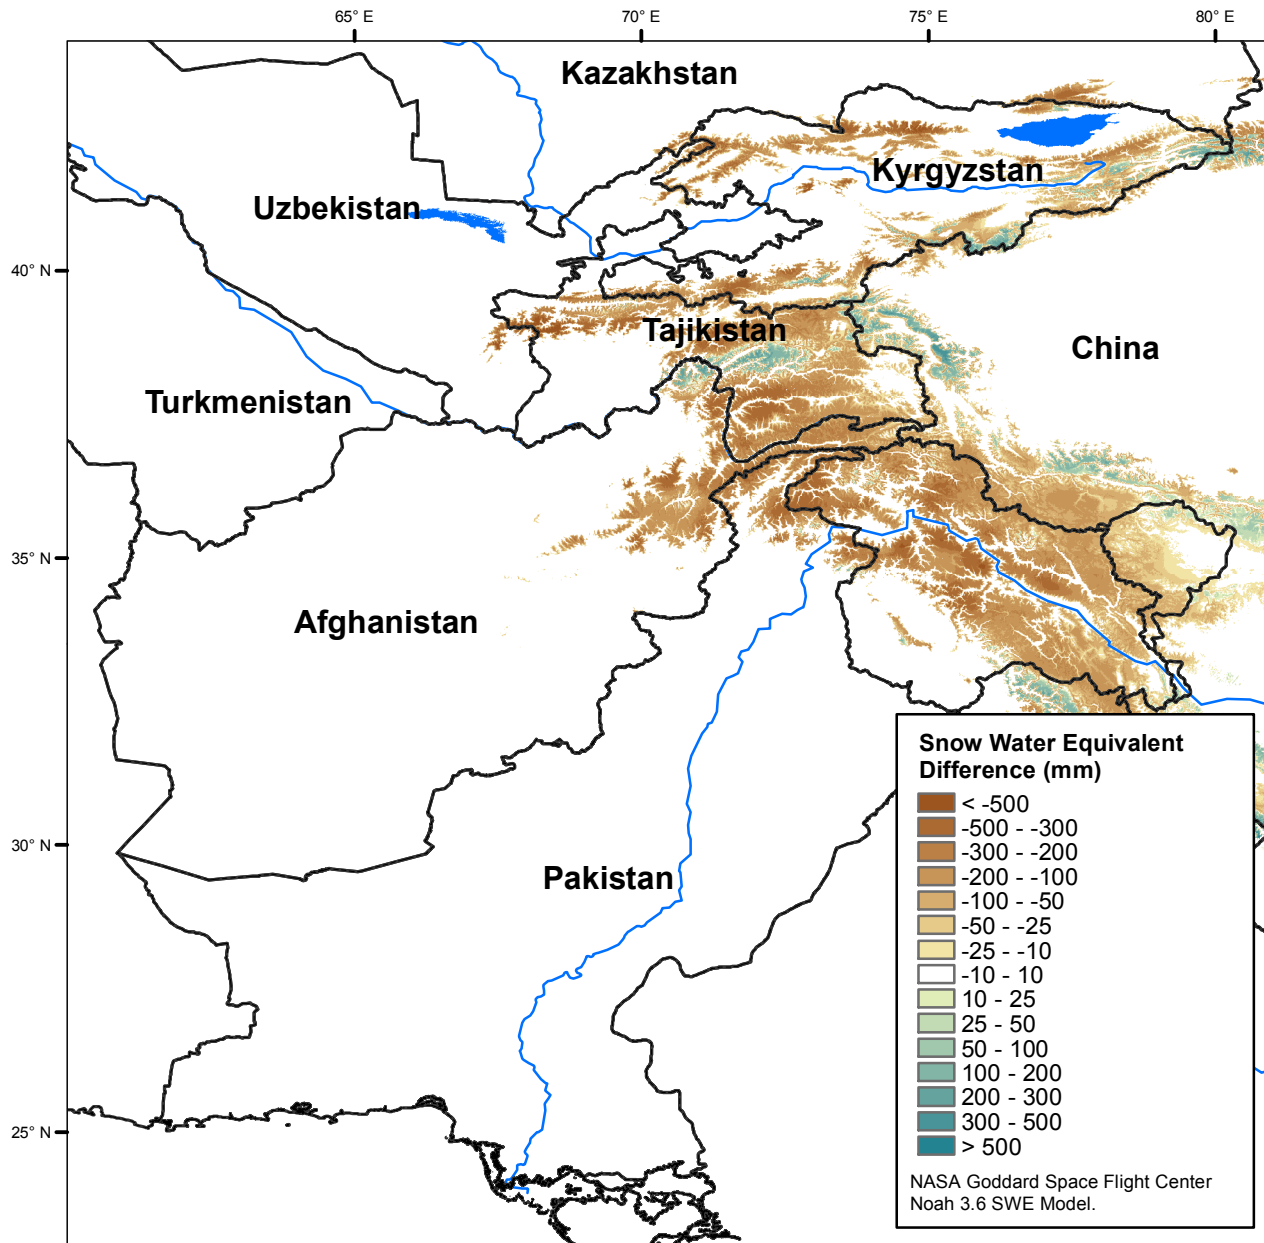 65° E
70° E
75° E
80° E
Kazakhstan
Kyrgyzstan
Uzbekistan
40° N
Tajikistan
China
Turkmenistan
35° N
Afghanistan
Snow Water Equivalent
Difference (mm)
< -500
-500 - -300
-300 - -200
-200 - -100
-100 - -50
-50 - -25
-25 - -10
-10 - 10
10 - 25
25 - 50
50 - 100
100 - 200
200 - 300
300 - 500
> 500
NASA Goddard Space Flight Center
Noah 3.6 SWE Model.
30° N
Pakistan
25° N